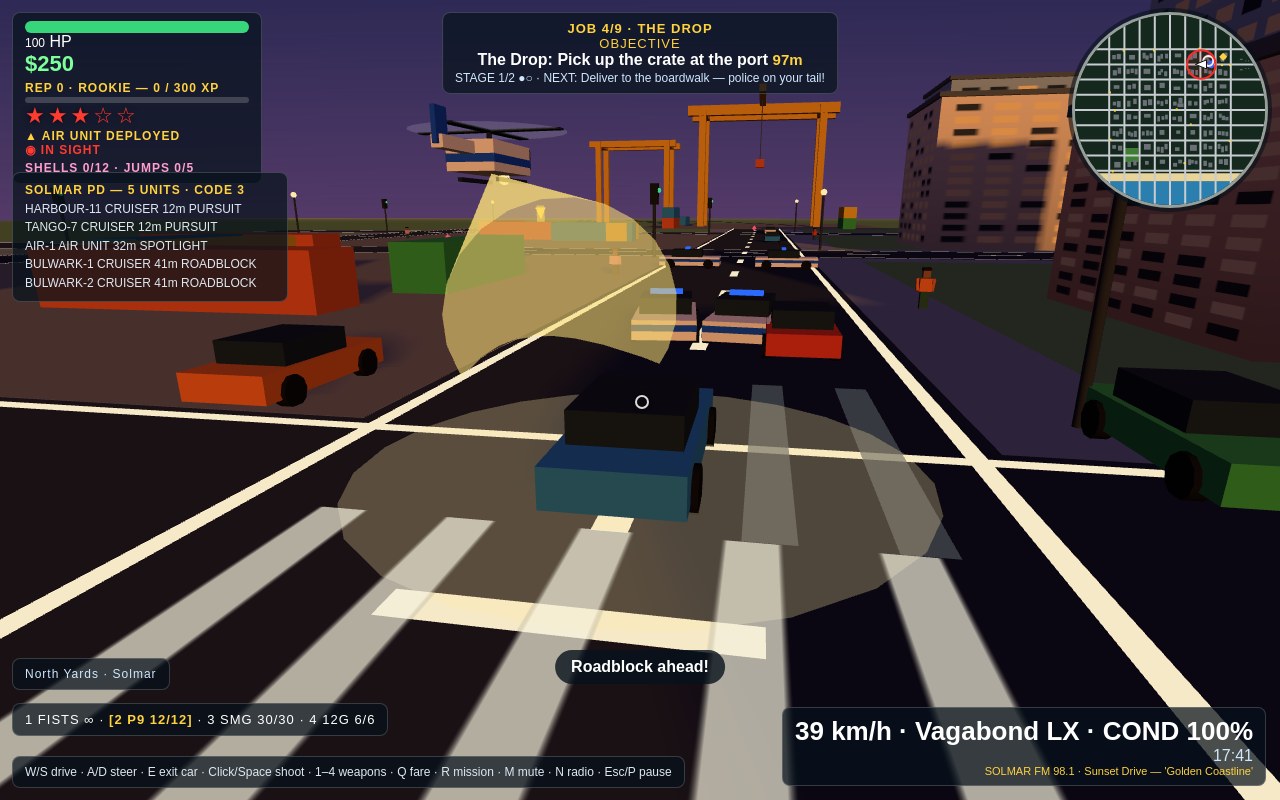 100 HP
$250
REP 0 · ROOKIE — 0 / 300 XP
★★★☆☆
▲ AIR UNIT DEPLOYED
◉ IN SIGHT
SHELLS 0/12 · JUMPS 0/5
SOLMAR PD — 5 UNITS · CODE 3
HARBOUR-11 CRUISER 12m PURSUIT
TANGO-7 CRUISER 12m PURSUIT
AIR-1 AIR UNIT 32m SPOTLIGHT
BULWARK-1 CRUISER 41m ROADBLOCK
BULWARK-2 CRUISER 41m ROADBLOCK
JOB 4/9 · THE DROP
OBJECTIVE
The Drop: Pick up the crate at the port 97m
STAGE 1/2 ●○ · NEXT: Deliver to the boardwalk — police on your tail!
Roadblock ahead!
North Yards · Solmar
1 FISTS ∞ · [2 P9 12/12] · 3 SMG 30/30 · 4 12G 6/6
W/S drive · A/D steer · E exit car · Click/Space shoot · 1–4 weapons · Q fare · R mission · M mute · N radio · Esc/P pause
39 km/h · Vagabond LX · COND 100%
17:41
SOLMAR FM 98.1 · Sunset Drive — 'Golden Coastline'